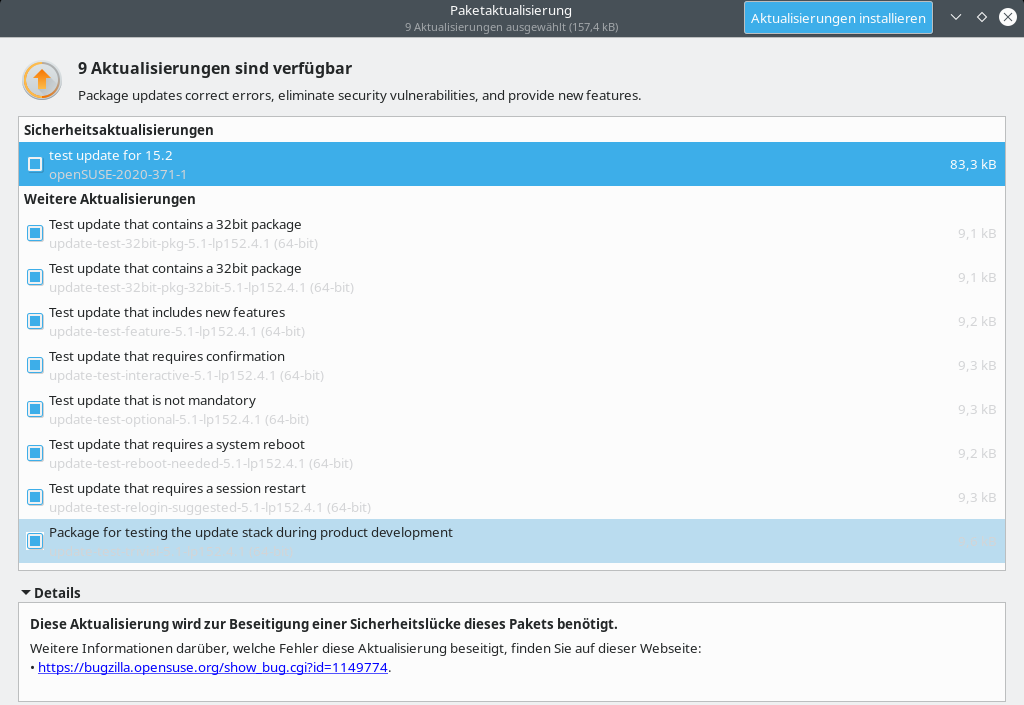 Paketaktualisierung
9 Aktualisierungen ausgewählt (157,4 kB)
Aktualisierungen installieren
9 Aktualisierungen sind verfügbar
Package updates correct errors, eliminate security vulnerabilities, and provide new features.
Sicherheitsaktualisierungen
test update for 15.2
83,3 kB
openSUSE-2020-371-1
Weitere Aktualisierungen
Test update that contains a 32bit package
9,1 kB
update-test-32bit-pkg-5.1-lp152.4.1 (64-bit)
Test update that contains a 32bit package
9,1 kB
update-test-32bit-pkg-32bit-5.1-lp152.4.1 (64-bit)
Test update that includes new features
9,2 kB
update-test-feature-5.1-lp152.4.1 (64-bit)
Test update that requires confirmation
9,3 kB
update-test-interactive-5.1-lp152.4.1 (64-bit)
Test update that is not mandatory
9,3 kB
update-test-optional-5.1-lp152.4.1 (64-bit)
Test update that requires a system reboot
9,2 kB
update-test-reboot-needed-5.1-lp152.4.1 (64-bit)
Test update that requires a session restart
9,3 kB
update-test-relogin-suggested-5.1-lp152.4.1 (64-bit)
Package for testing the update stack during product development
Details
Diese Aktualisierung wird zur Beseitigung einer Sicherheitslücke dieses Pakets benötigt.
Weitere Informationen darüber, welche Fehler diese Aktualisierung beseitigt, finden Sie auf dieser Webseite:
• https://bugzilla.opensuse.org/show_bug.cgi?id=1149774.